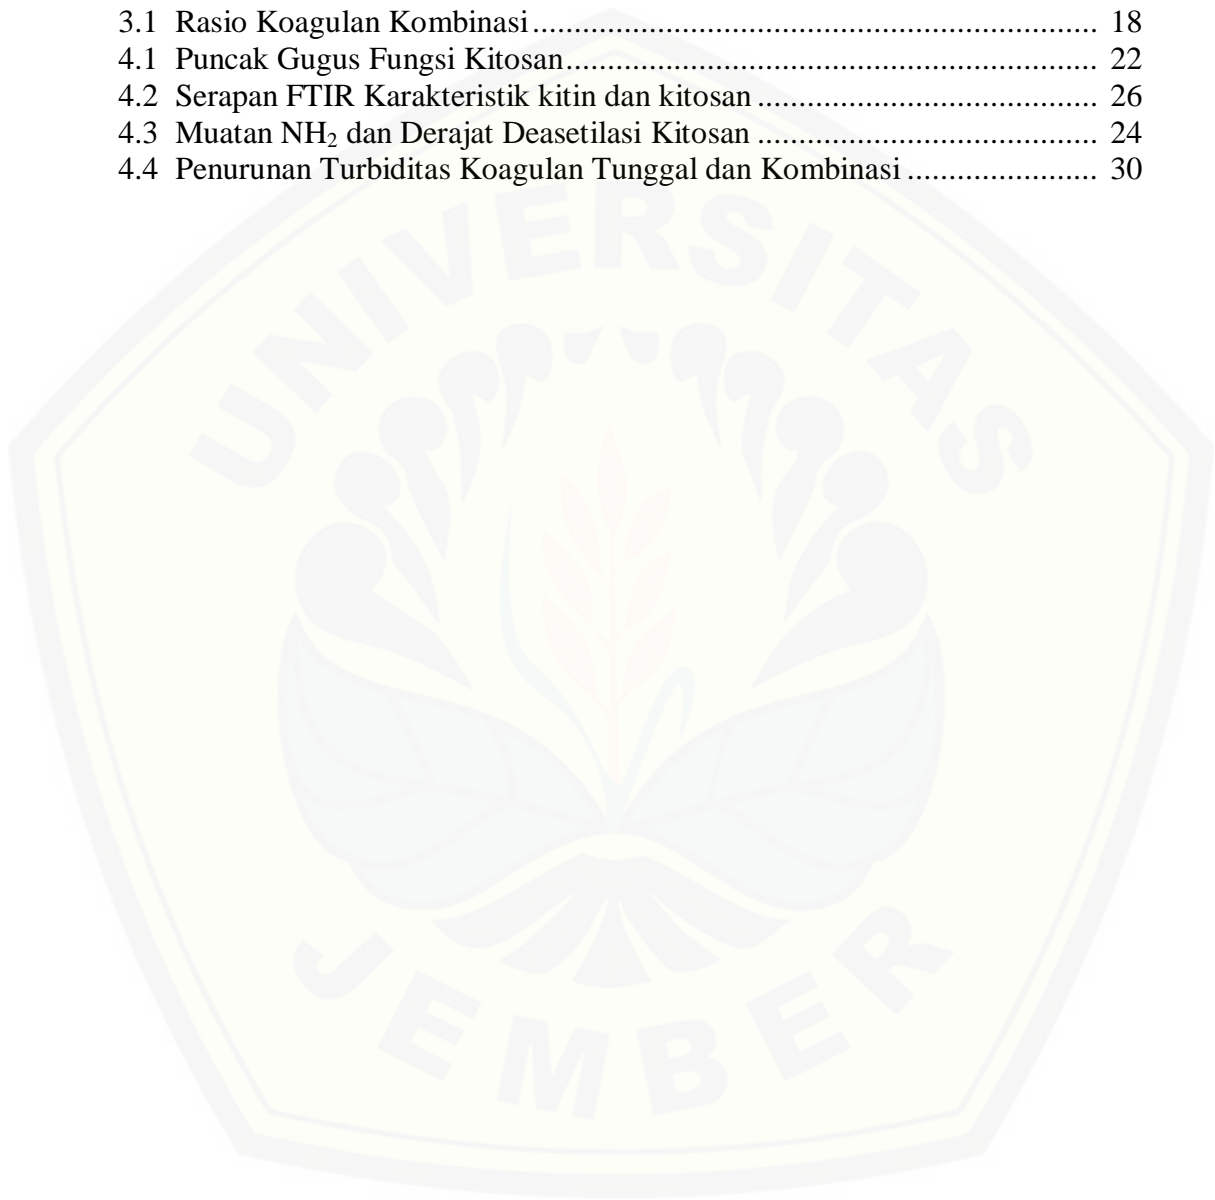 3.1 Rasio Koagulan Kombinasi..................................................................... 18
4.1 Puncak Gugus Fungsi Kitosan................................................................. 22
4.2 Serapan FTIR Karakteristik kitin dan kitosan ......................................... 26
4.3 Muatan NH₂ dan Derajat Deasetilasi Kitosan ......................................... 24
4.4 Penurunan Turbiditas Koagulan Tunggal dan Kombinasi ....................... 30
UNIVERSITAS
JEMBER